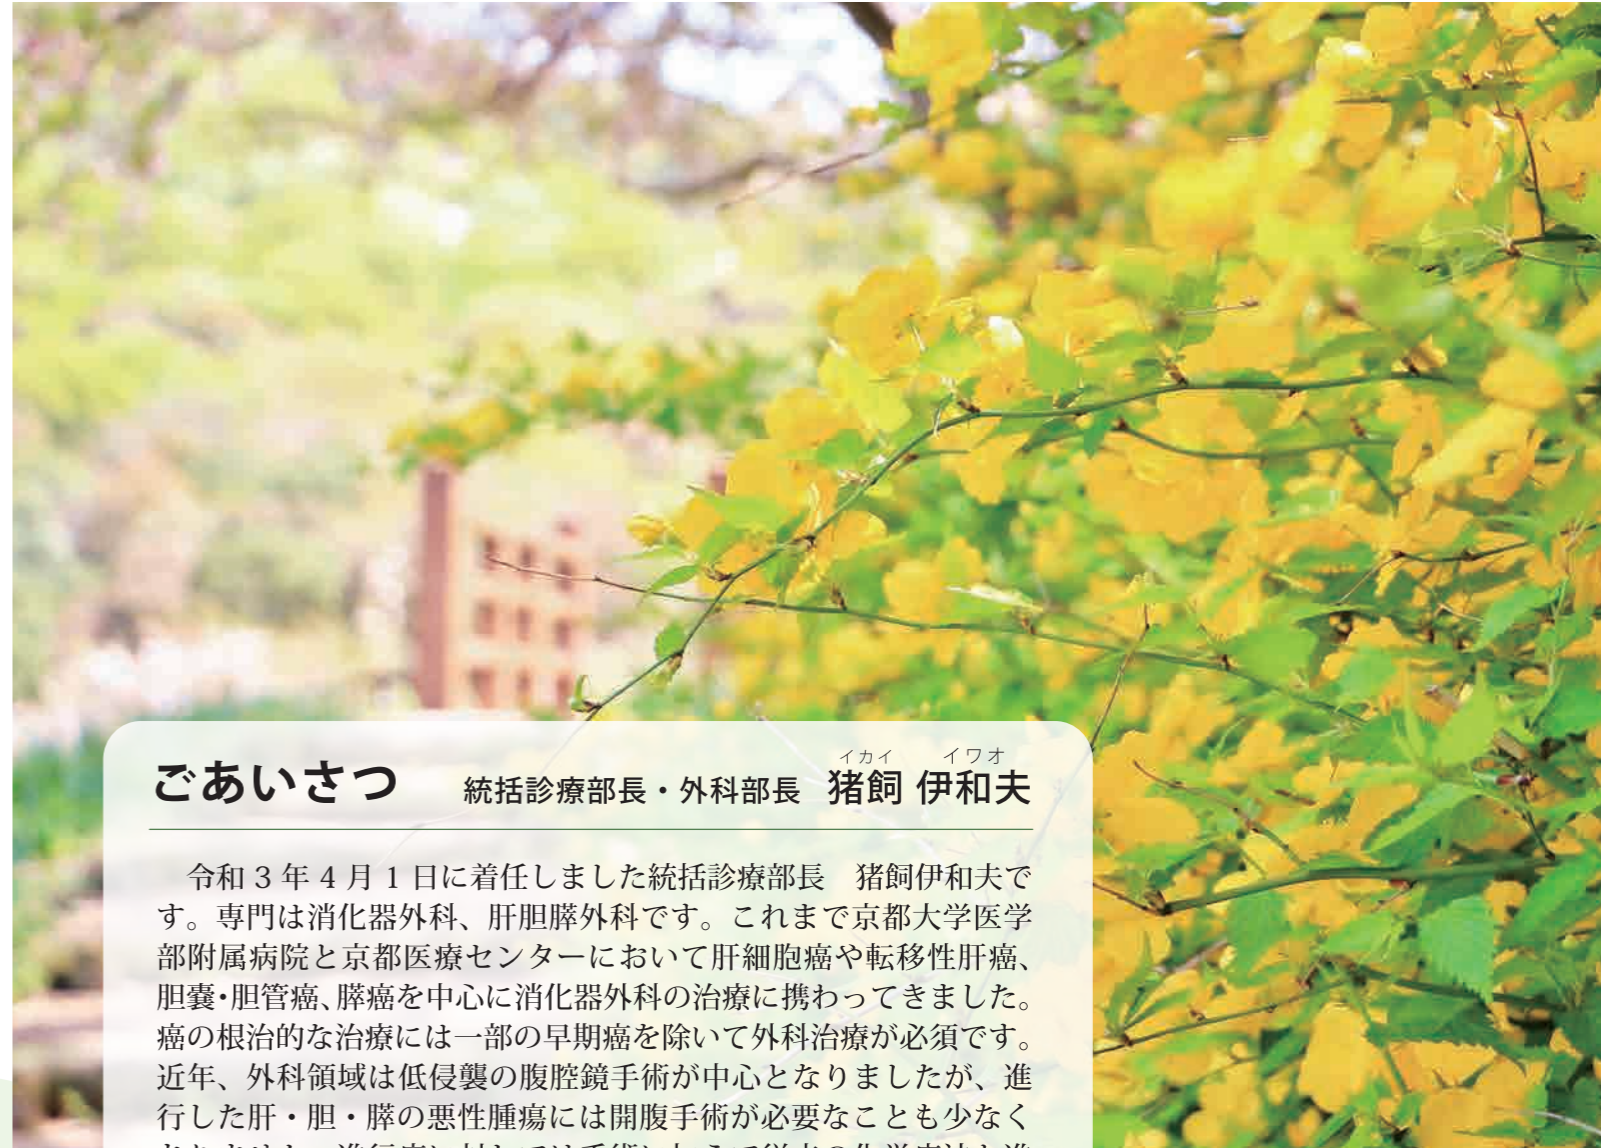 イカイ イワオ
ごあいさつ 統括診療部長・外科部長 猪飼 伊和夫
令和３年４月１日に着任しました統括診療部長　猪飼伊和夫で
す。専門は消化器外科、肝胆膵外科です。これまで京都大学医学
部附属病院と京都医療センターにおいて肝細胞癌や転移性肝癌、
胆嚢・胆管癌、膵癌を中心に消化器外科の治療に携わってきました。
癌の根治的な治療には一部の早期癌を除いて外科治療が必須です。
近年、外科領域は低侵襲の腹腔鏡手術が中心となりましたが、進
行した肝・胆・膵の悪性腫瘍には開腹手術が必要なことも少なく